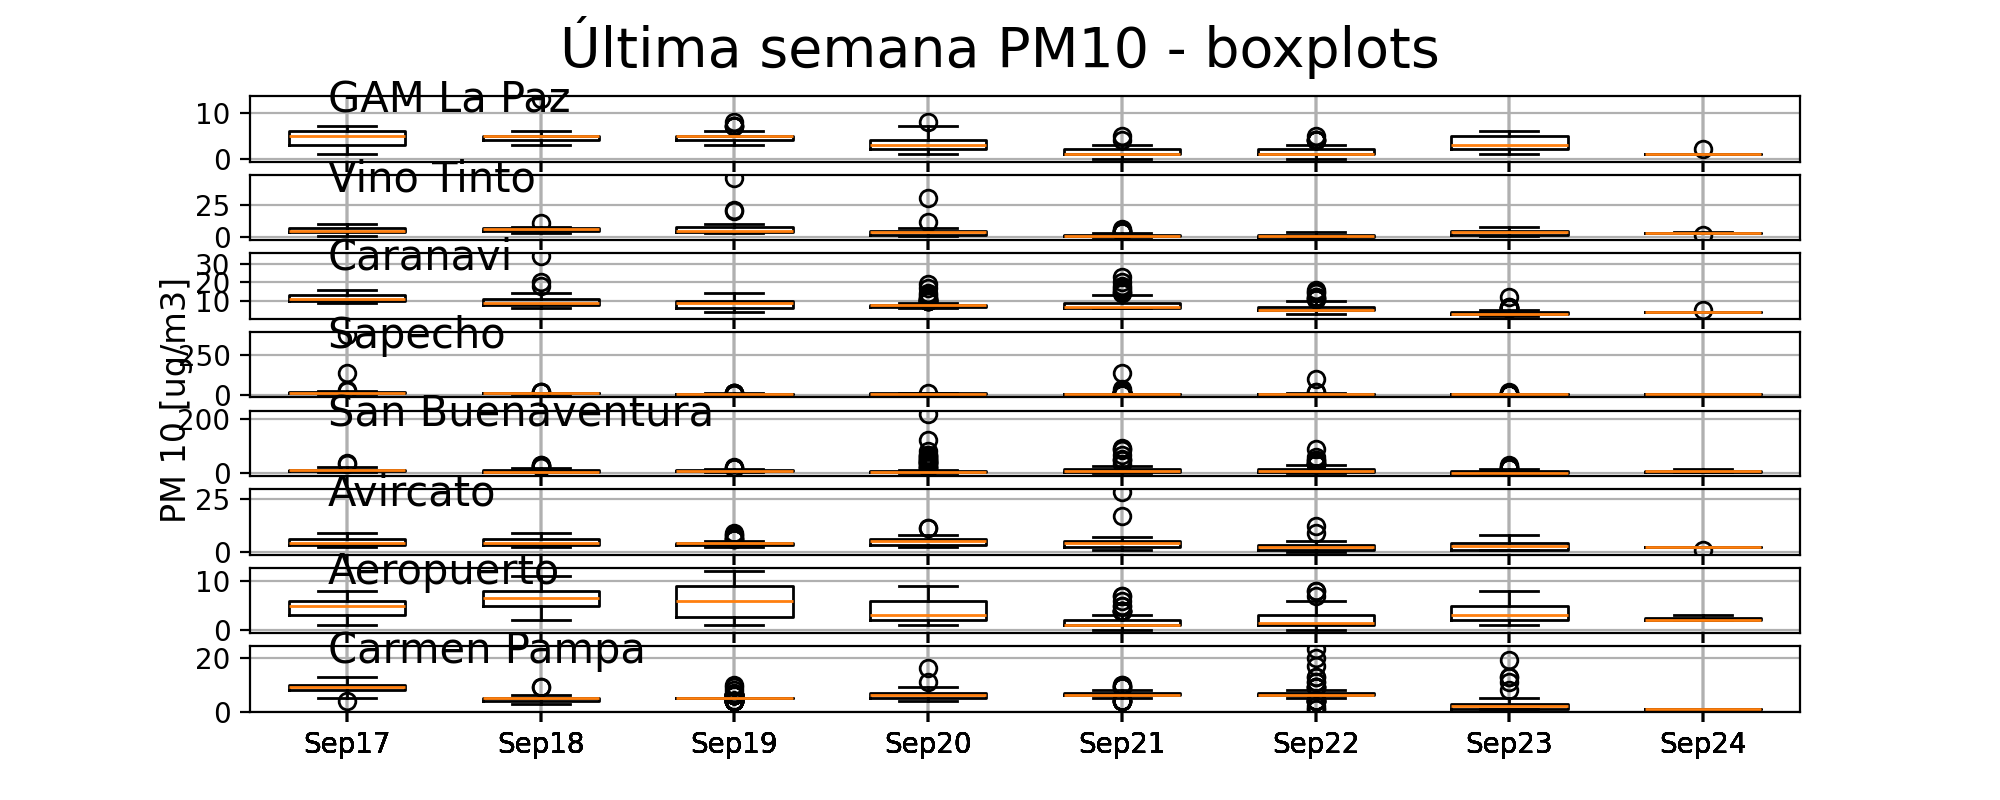 Última semana PM10 - boxplots
GAM La Paz
10
0
Vino Tinto
25
0
Caranavi
30
20
10
Sapecho
250
0
San Buenaventura
200
0
Avircato
25
0
Aeropuerto
10
0
Carmen Pampa
20
0
PM 10 [ug/m3]
Sep17 Sep18 Sep19 Sep20 Sep21 Sep22 Sep23 Sep24